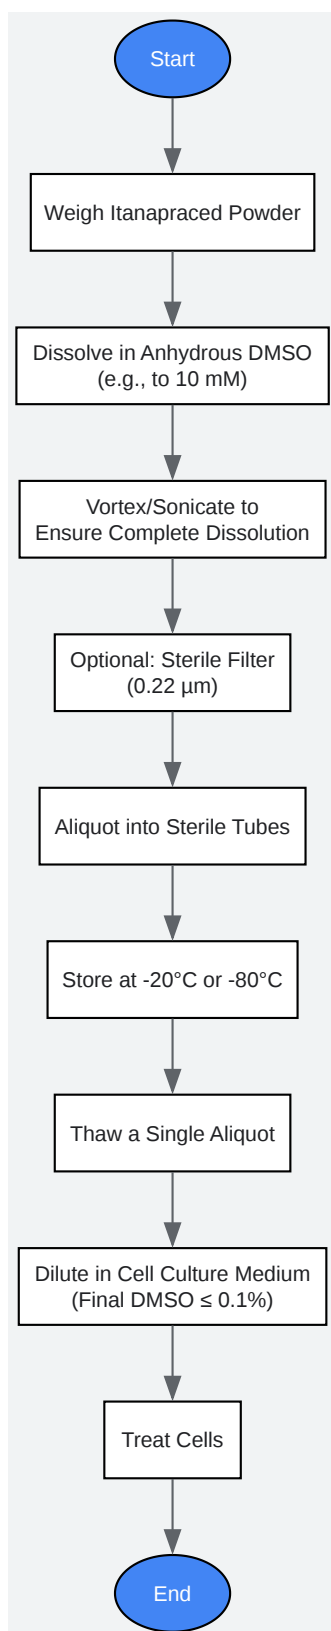 Start
Weigh Itanapraced Powder
Dissolve in Anhydrous DMSO
(e.g., to 10 mM)
Vortex/Sonicate to
Ensure Complete Dissolution
Optional: Sterile Filter
(0.22 µm)
Aliquot into Sterile Tubes
Store at -20°C or -80°C
Thaw a Single Aliquot
Dilute in Cell Culture Medium
(Final DMSO ≤ 0.1%)
Treat Cells
End